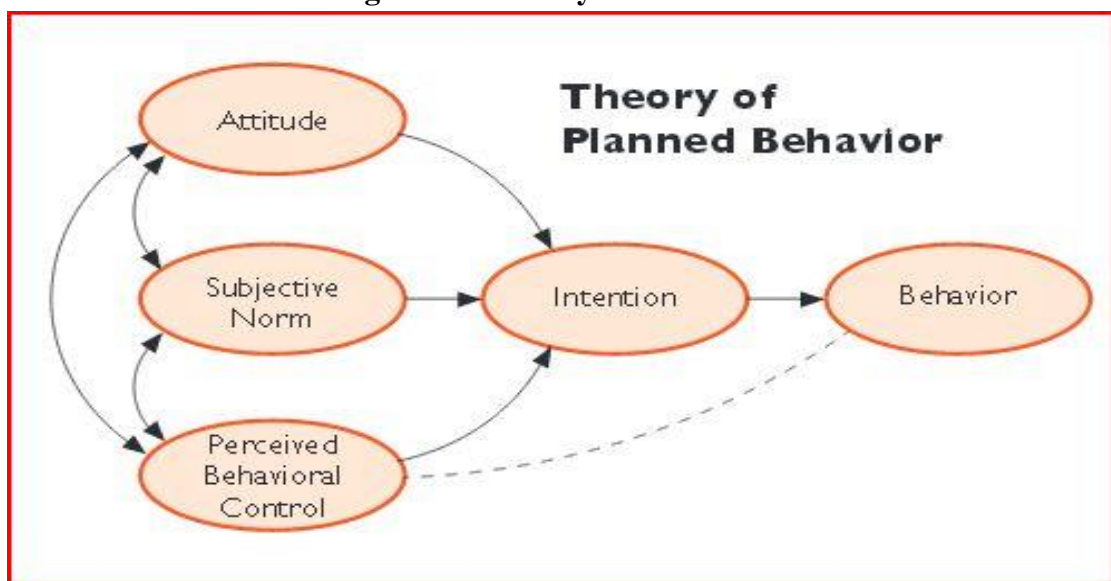 Theory of
Planned Behavior
Attitude
Subjective
Norm
Intention
Behavior
Perceived
Behavioral
Control